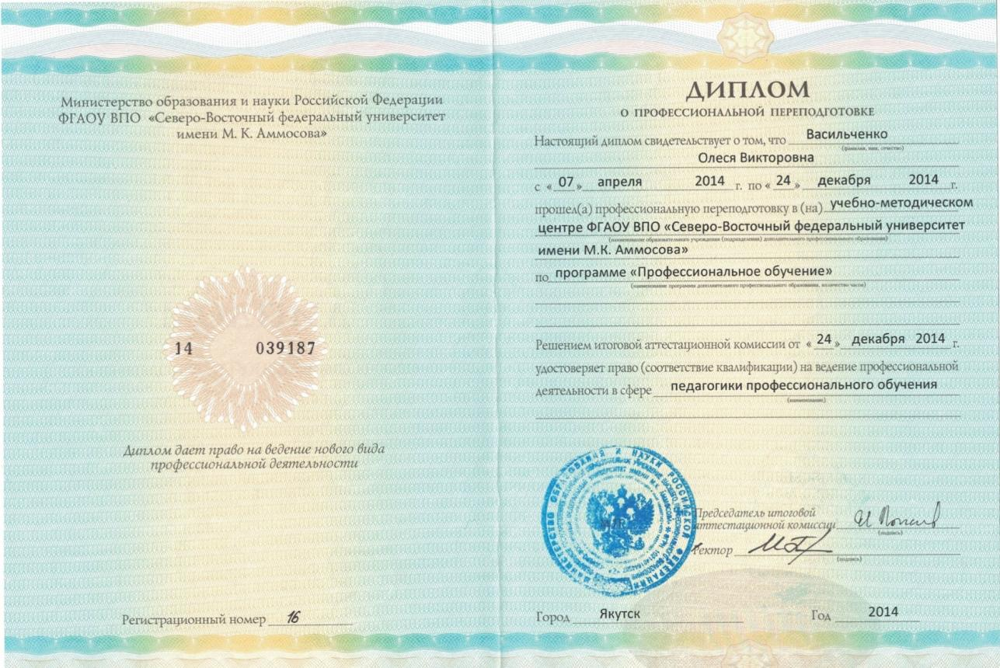 Министерство образования и науки Российской Федерации
ФГАОУ ВПО «Северо-Восточный федеральный университет
имени М. К. Аммосова»
14 039187
Диплом дает право на ведение нового вида
профессиональной деятельности
Регистрационный номер 16
ДИПЛОМ
О ПРОФЕССИОНАЛЬНОЙ ПЕРЕПОДГОТОВКЕ
Настоящий диплом свидетельствует о том, что Васильченко
(фамилия, имя, отчество)
Олеся Викторовна
с «07» апреля 2014 г. по «24» декабря 2014 г.
прошел(а) профессиональную переподготовку в (на) учебно-методическом
центре ФГАОУ ВПО «Северо-Восточный федеральный университет
(наименование образовательного учреждения (подразделения) дополнительного профессионального образования)
имени М.К. Аммосова»
по программе «Профессиональное обучение»
(наименование программы дополнительного профессионального образования, количество часов)
Решением итоговой аттестационной комиссии от «24» декабря 2014 г.
удостоверяет право (соответствие квалификации) на ведение профессиональной
деятельности в сфере педагогики профессионального обучения
(наименование)
МИНИСТЕРСТВО ОБРАЗОВАНИЯ И НАУКИ РОССИЙСКОЙ ФЕДЕРАЦИИ
Председатель итоговой
аттестационной комиссии
(подпись)
Ректор
(подпись)
Город Якутск Год 2014